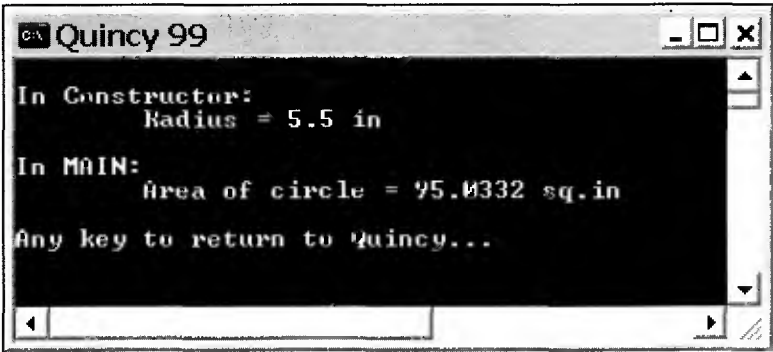 Quincy 99
In Constructor:
Radius = 5.5 in
In MAIN:
Area of circle = 95.0332 sq.in
Any key to return to Quincy...